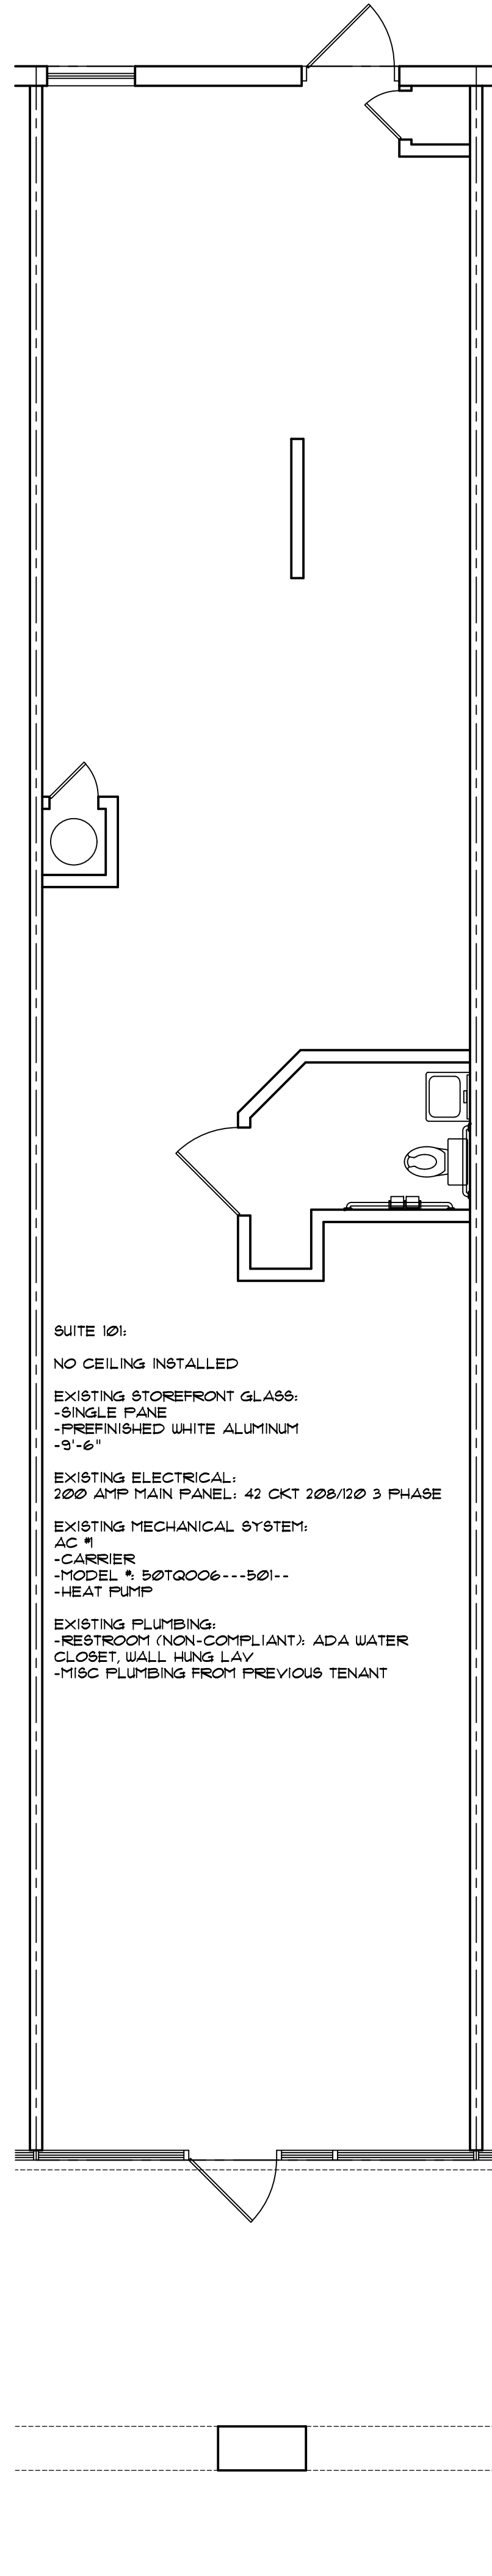 SUITE 101:
NO CEILING INSTALLED
EXISTING STOREFRONT GLASS:
-SINGLE PANE
-PREFINISHED WHITE ALUMINUM
-9'-6"
EXISTING ELECTRICAL:
200 AMP MAIN PANEL: 42 CKT 208/120 3 PHASE
EXISTING MECHANICAL SYSTEM:
AC #1
-CARRIER
-MODEL #: 50TQ006---501--
-HEAT PUMP
EXISTING PLUMBING:
-RESTROOM (NON-COMPLIANT): ADA WATER
CLOSET, WALL HUNG LAV
-MISC PLUMBING FROM PREVIOUS TENANT